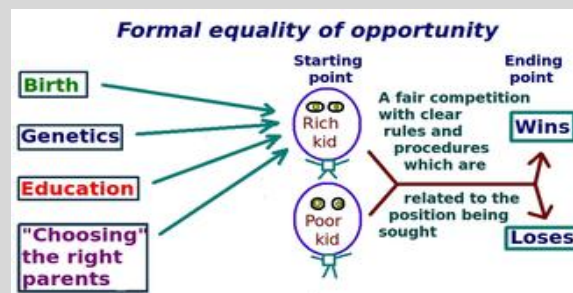 Formal equality of opportunity
Birth
Genetics
Education
"Choosing"
the right
parents
Starting
point
Rich
kid
Poor
kid
A fair competition
with clear
rules and
procedures
which are
related to the
position being
sought
Ending
point
Wins
Loses